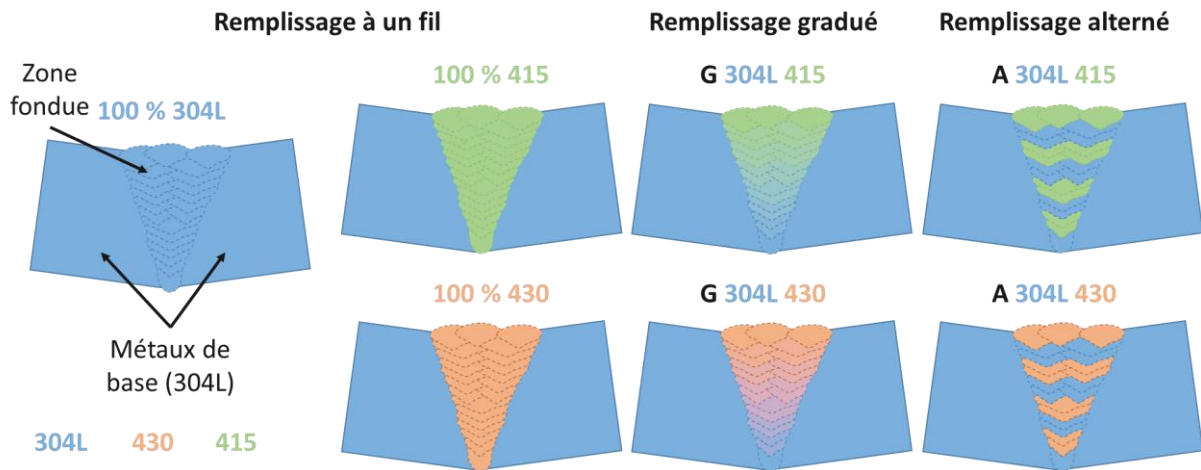 Remplissage à un fil
Remplissage gradué
Remplissage alterné
Zone
fondue
100 % 304L
100 % 415
G 304L 415
A 304L 415
100 % 430
G 304L 430
A 304L 430
Métaux de
base (304L)
304L 430 415